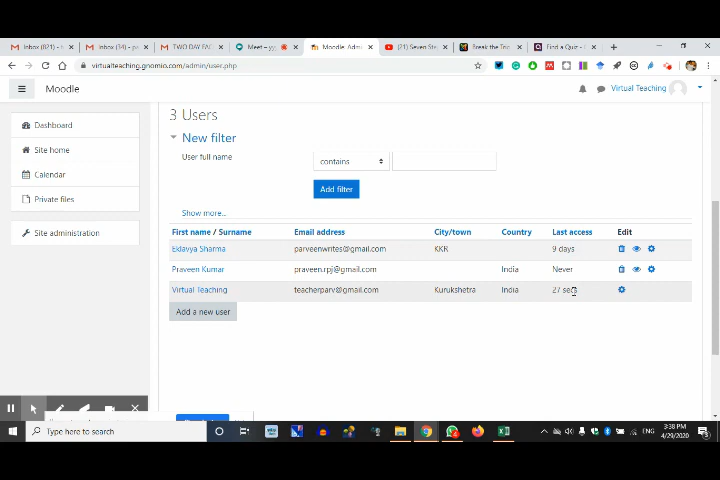 Inbox (821) - n
Inbox (34) - p
TWO DAY FAC
Meet – yy
Moodle: Admi
(21) Seven Ste
Break the Tric
Find a Quiz - L
virtualteaching.gnomio.com/admin/user.php
Moodle
Virtual Teaching
Dashboard
Site home
Calendar
Private files
Site administration
3 Users
New filter
User full name
contains
Add filter
Show more...
First name / Surname Email address City/town Country Last access Edit
Eklavya Sharma parveenwrites@gmail.com KKR 9 days
Praveen Kumar praveen.rpj@gmail.com India Never
Virtual Teaching teacherparv@gmail.com Kurukshetra India 27 secs
Add a new user
Type here to search
ENG
3:38 PM
4/29/2020